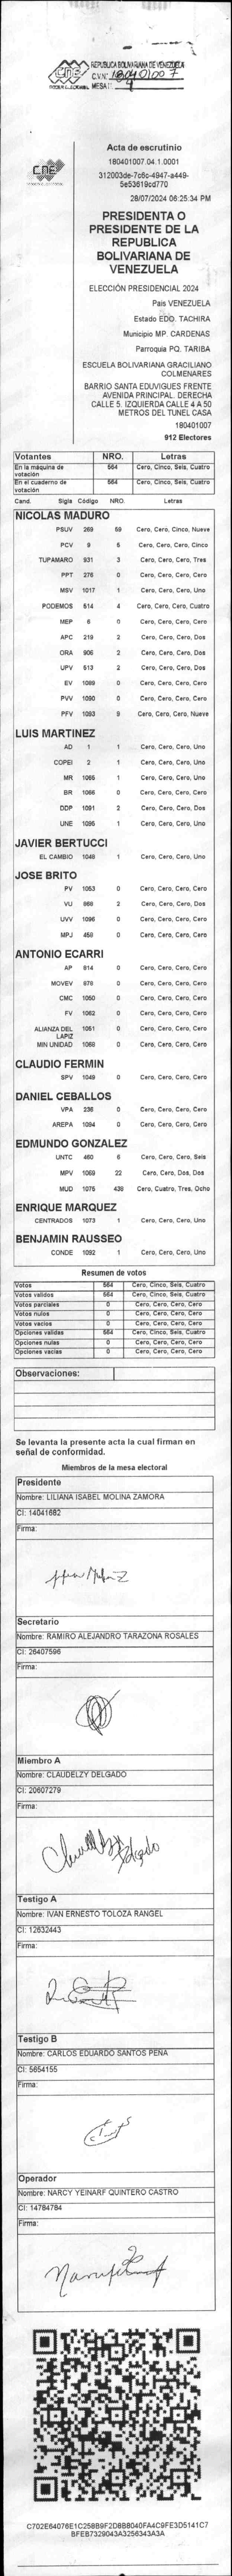 REPUBLICA BOLIVARIANA DE VENEZUELA
C.V.N°: 180401007
MESA: 4
CNE
PODER ELECTORAL
CNE
Acta de escrutinio
180401007.04.1.0001
312003de-7c6c-4947-a449-
5e53619cd770
28/07/2024 06:25:34 PM
PRESIDENTA O
PRESIDENTE DE LA
REPUBLICA
BOLIVARIANA DE
VENEZUELA
ELECCIÓN PRESIDENCIAL 2024
Pais VENEZUELA
Estado EDO. TACHIRA
Municipio MP. CARDENAS
Parroquia PQ. TARIBA
ESCUELA BOLIVARIANA GRACILIANO
COLMENARES
BARRIO SANTA EDUVIGUES FRENTE
AVENIDA PRINCIPAL. DERECHA
CALLE 5. IZQUIERDA CALLE 4 A 50
METROS DEL TUNEL CASA
180401007
912 Electores
Votantes NRO. Letras
En la máquina de votación 564 Cero, Cinco, Seis, Cuatro
En el cuaderno de votación 564 Cero, Cinco, Seis, Cuatro
Cand. Sigla Código NRO. Letras
NICOLAS MADURO
PSUV 269 59 Cero, Cero, Cinco, Nueve
PCV 9 5 Cero, Cero, Cero, Cinco
TUPAMARO 931 3 Cero, Cero, Cero, Tres
PPT 276 0 Cero, Cero, Cero, Cero
MSV 1017 1 Cero, Cero, Cero, Uno
PODEMOS 514 4 Cero, Cero, Cero, Cuatro
MEP 6 0 Cero, Cero, Cero, Cero
APC 219 2 Cero, Cero, Cero, Dos
ORA 906 2 Cero, Cero, Cero, Dos
UPV 513 2 Cero, Cero, Cero, Dos
EV 1089 0 Cero, Cero, Cero, Cero
PVV 1090 0 Cero, Cero, Cero, Cero
PFV 1093 9 Cero, Cero, Cero, Nueve
LUIS MARTINEZ
AD 1 1 Cero, Cero, Cero, Uno
COPEI 2 1 Cero, Cero, Cero, Uno
MR 1065 1 Cero, Cero, Cero, Uno
BR 1066 0 Cero, Cero, Cero, Cero
DDP 1091 2 Cero, Cero, Cero, Dos
UNE 1095 1 Cero, Cero, Cero, Uno
JAVIER BERTUCCI
EL CAMBIO 1048 1 Cero, Cero, Cero, Uno
JOSE BRITO
PV 1053 0 Cero, Cero, Cero, Cero
VU 868 2 Cero, Cero, Cero, Dos
UVV 1096 0 Cero, Cero, Cero, Cero
MPJ 458 0 Cero, Cero, Cero, Cero
ANTONIO ECARRI
AP 814 0 Cero, Cero, Cero, Cero
MOVEV 878 0 Cero, Cero, Cero, Cero
CMC 1050 0 Cero, Cero, Cero, Cero
FV 1062 0 Cero, Cero, Cero, Cero
ALIANZA DEL LAPIZ 1051 0 Cero, Cero, Cero, Cero
MIN UNIDAD 1068 0 Cero, Cero, Cero, Cero
CLAUDIO FERMIN
SPV 1049 0 Cero, Cero, Cero, Cero
DANIEL CEBALLOS
VPA 236 0 Cero, Cero, Cero, Cero
AREPA 1094 0 Cero, Cero, Cero, Cero
EDMUNDO GONZALEZ
UNTC 460 6 Cero, Cero, Cero, Seis
MPV 1069 22 Cero, Cero, Dos, Dos
MUD 1075 438 Cero, Cuatro, Tres, Ocho
ENRIQUE MARQUEZ
CENTRADOS 1073 1 Cero, Cero, Cero, Uno
BENJAMIN RAUSSEO
CONDE 1092 1 Cero, Cero, Cero, Uno
Resumen de votos
Votos 564 Cero, Cinco, Seis, Cuatro
Votos validos 564 Cero, Cinco, Seis, Cuatro
Votos parciales 0 Cero, Cero, Cero, Cero
Votos nulos 0 Cero, Cero, Cero, Cero
Votos vacios 0 Cero, Cero, Cero, Cero
Opciones validas 564 Cero, Cinco, Seis, Cuatro
Opciones nulas 0 Cero, Cero, Cero, Cero
Opciones vacias 0 Cero, Cero, Cero, Cero
Observaciones:
Se levanta la presente acta la cual firman en
señal de conformidad.
Miembros de la mesa electoral
Presidente
Nombre: LILIANA ISABEL MOLINA ZAMORA
CI: 14041682
Firma:
Secretario
Nombre: RAMIRO ALEJANDRO TARAZONA ROSALES
CI: 26407596
Firma:
Miembro A
Nombre: CLAUDELZY DELGADO
CI: 20607279
Firma:
Testigo A
Nombre: IVAN ERNESTO TOLOZA RANGEL
CI: 12632443
Firma:
Testigo B
Nombre: CARLOS EDUARDO SANTOS PEÑA
CI: 5654155
Firma:
Operador
Nombre: NARCY YEINARF QUINTERO CASTRO
CI: 14784784
Firma:
C702E64076E1C258B9F2D8BB040FA4C9FE3D5141C7
BFEB7329043A3256343A3A